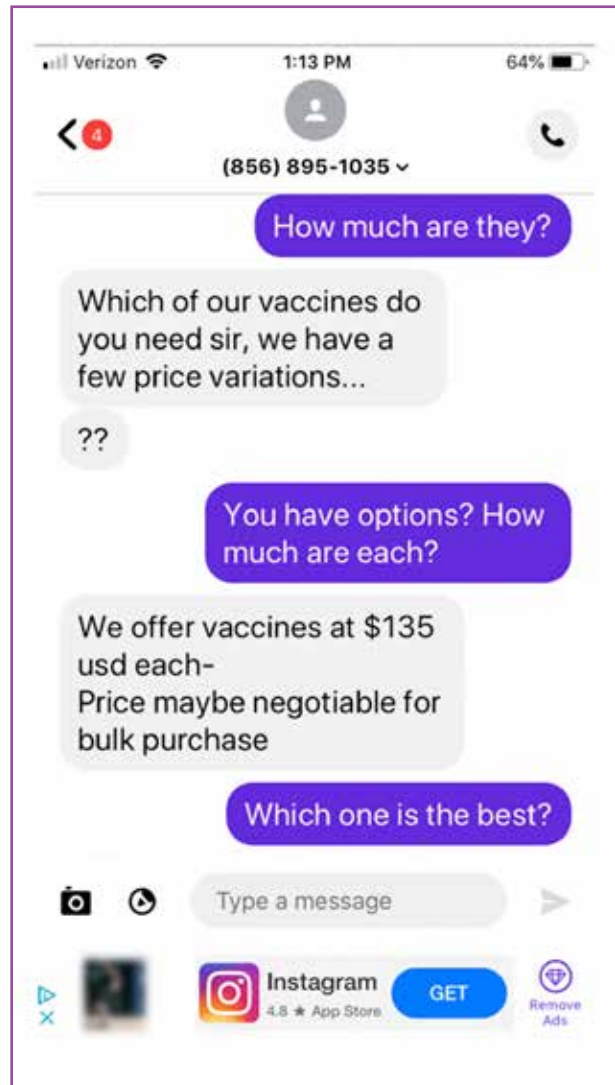 Verizon 1:13 PM 64%
4
(856) 895-1035
How much are they?
Which of our vaccines do
you need sir, we have a
few price variations...
??
You have options? How
much are each?
We offer vaccines at $135
usd each-
Price maybe negotiable for
bulk purchase
Which one is the best?
Type a message
Instagram
4.8 ★ App Store
GET
Remove
Ads